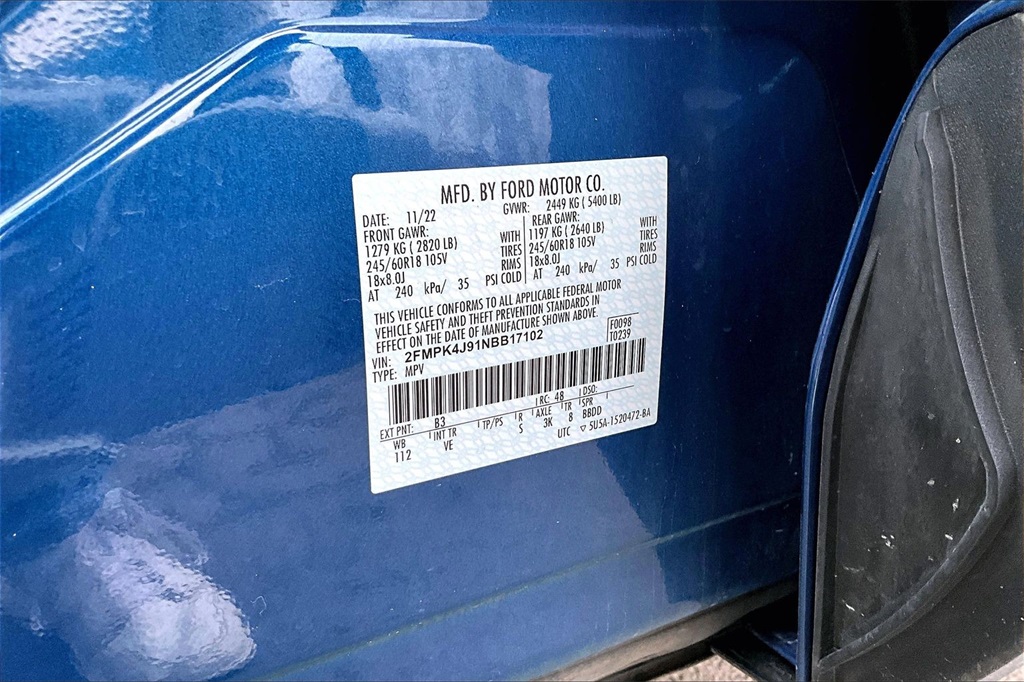 MFD. BY FORD MOTOR CO.
DATE: 11/22 GVWR: 2449 KG ( 5400 LB)
FRONT GAWR: REAR GAWR:
1279 KG ( 2820 LB) WITH 1197 KG ( 2640 LB) WITH
245/60R18 105V TIRES 245/60R18 105V TIRES
18x8.0J RIMS 18x8.0J RIMS
AT 240 kPa/ 35 PSI COLD AT 240 kPa/ 35 PSI COLD
THIS VEHICLE CONFORMS TO ALL APPLICABLE FEDERAL MOTOR
VEHICLE SAFETY AND THEFT PREVENTION STANDARDS IN
EFFECT ON THE DATE OF MANUFACTURE SHOWN ABOVE.
VIN: 2FMPK4J91NBB17102 F0098
TYPE: MPV T0239
EXT PNT: B3 RC: 48 DSO:
WB INT TR TP/PS R AXLE TR SPR
112 VE S 3K 8 BBDD
UTC ▽ 5U5A-1520472-BA